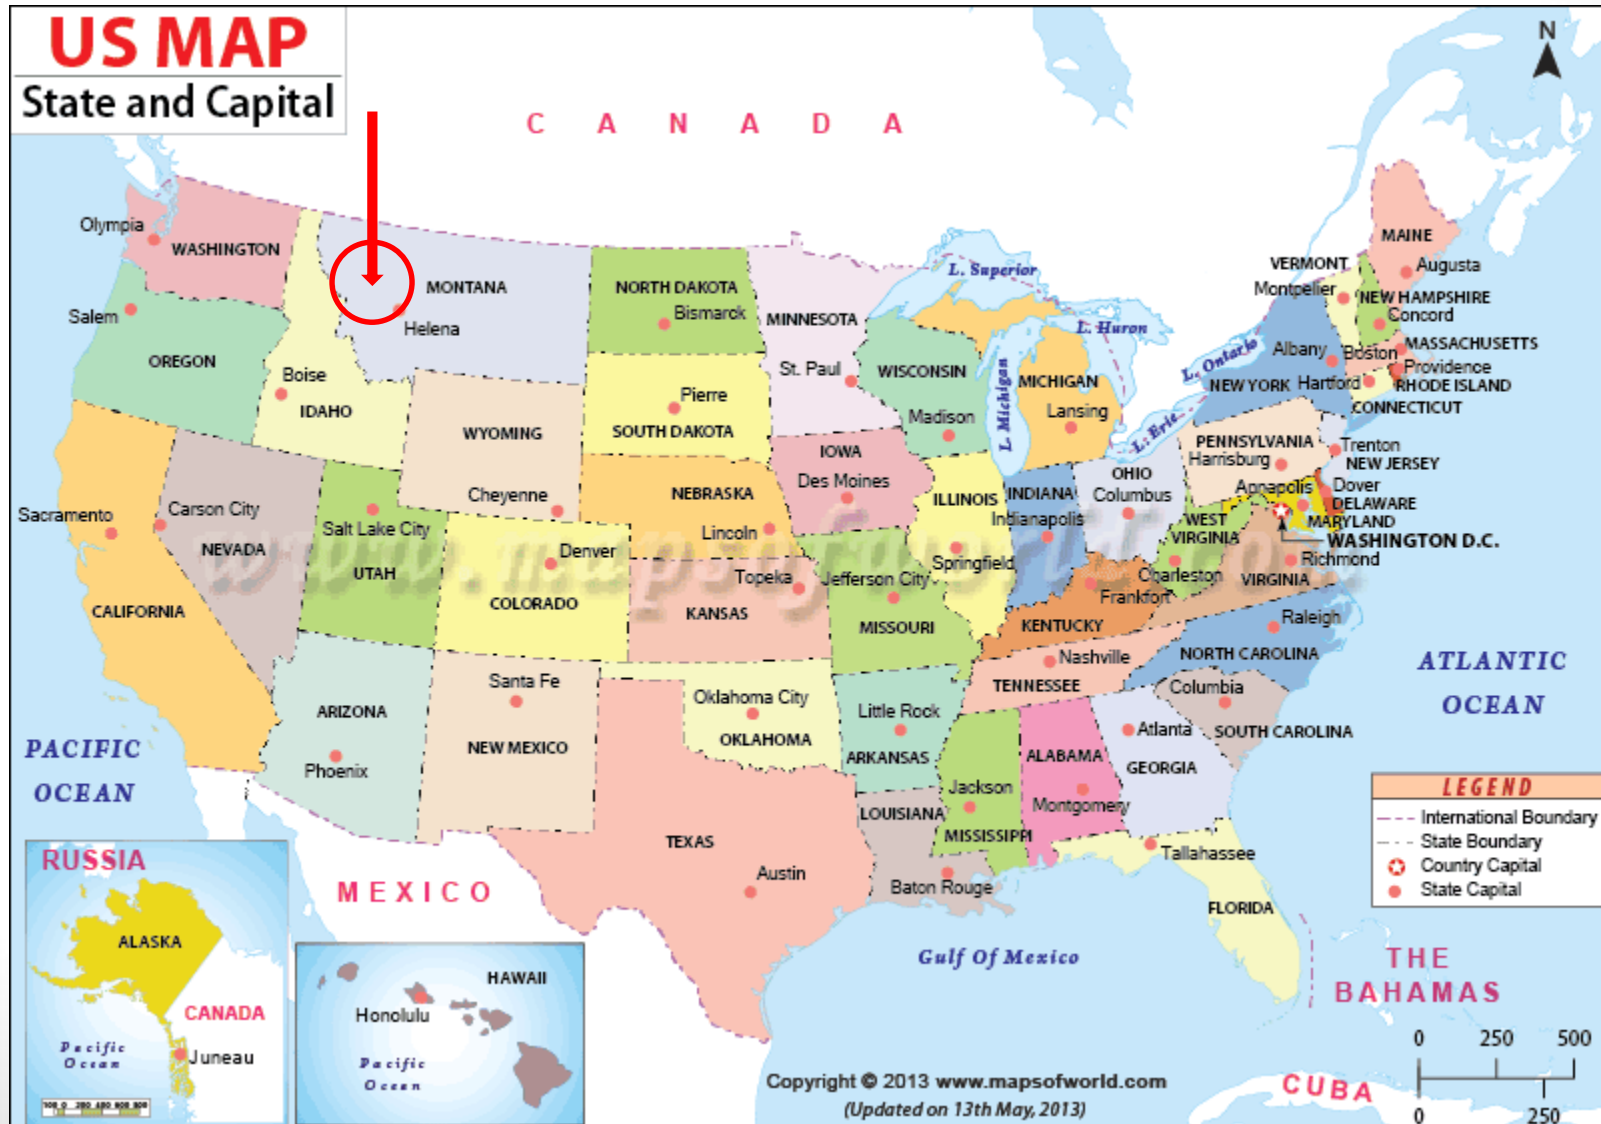 US MAP
State and Capital
N
C A N A D A
Olympia
WASHINGTON
MONTANA
Helena
NORTH DAKOTA
Bismarck
MINNESOTA
St. Paul
L. Superior
L. Huron
L. Michigan
L. Ontario
L. Erie
MAINE
Augusta
VERMONT
Montpelier
NEW HAMPSHIRE
Concord
Salem
OREGON
Boise
IDAHO
WYOMING
Cheyenne
Pierre
SOUTH DAKOTA
WISCONSIN
Madison
MICHIGAN
Lansing
Albany
NEW YORK
Boston
MASSACHUSETTS
Providence
Hartford
RHODE ISLAND
CONNECTICUT
PENNSYLVANIA
Harrisburg
Trenton
NEW JERSEY
IOWA
Des Moines
NEBRASKA
Lincoln
ILLINOIS
Springfield
INDIANA
Indianapolis
OHIO
Columbus
Annapolis
Dover
DELAWARE
MARYLAND
WASHINGTON D.C.
WEST
VIRGINIA
Charleston
Richmond
VIRGINIA
Sacramento
Carson City
NEVADA
CALIFORNIA
Salt Lake City
UTAH
Denver
COLORADO
Topeka
KANSAS
Jefferson City
MISSOURI
Frankfort
KENTUCKY
Raleigh
NORTH CAROLINA
Nashville
TENNESSEE
Columbia
SOUTH CAROLINA
www.mapsofworld.com
ARIZONA
Phoenix
Santa Fe
NEW MEXICO
Oklahoma City
OKLAHOMA
Little Rock
ARKANSAS
Jackson
MISSISSIPPI
ALABAMA
Montgomery
Atlanta
GEORGIA
LOUISIANA
Baton Rouge
TEXAS
Austin
Tallahassee
FLORIDA
PACIFIC
OCEAN
ATLANTIC
OCEAN
MEXICO
Gulf Of Mexico
THE
BAHAMAS
CUBA
LEGEND
International Boundary
State Boundary
Country Capital
State Capital
RUSSIA
ALASKA
CANADA
Juneau
Pacific
Ocean
100 0 200 400 600 800
HAWAII
Honolulu
Pacific
Ocean
0 250 500
0 250
Copyright © 2013 www.mapsofworld.com
(Updated on 13th May, 2013)